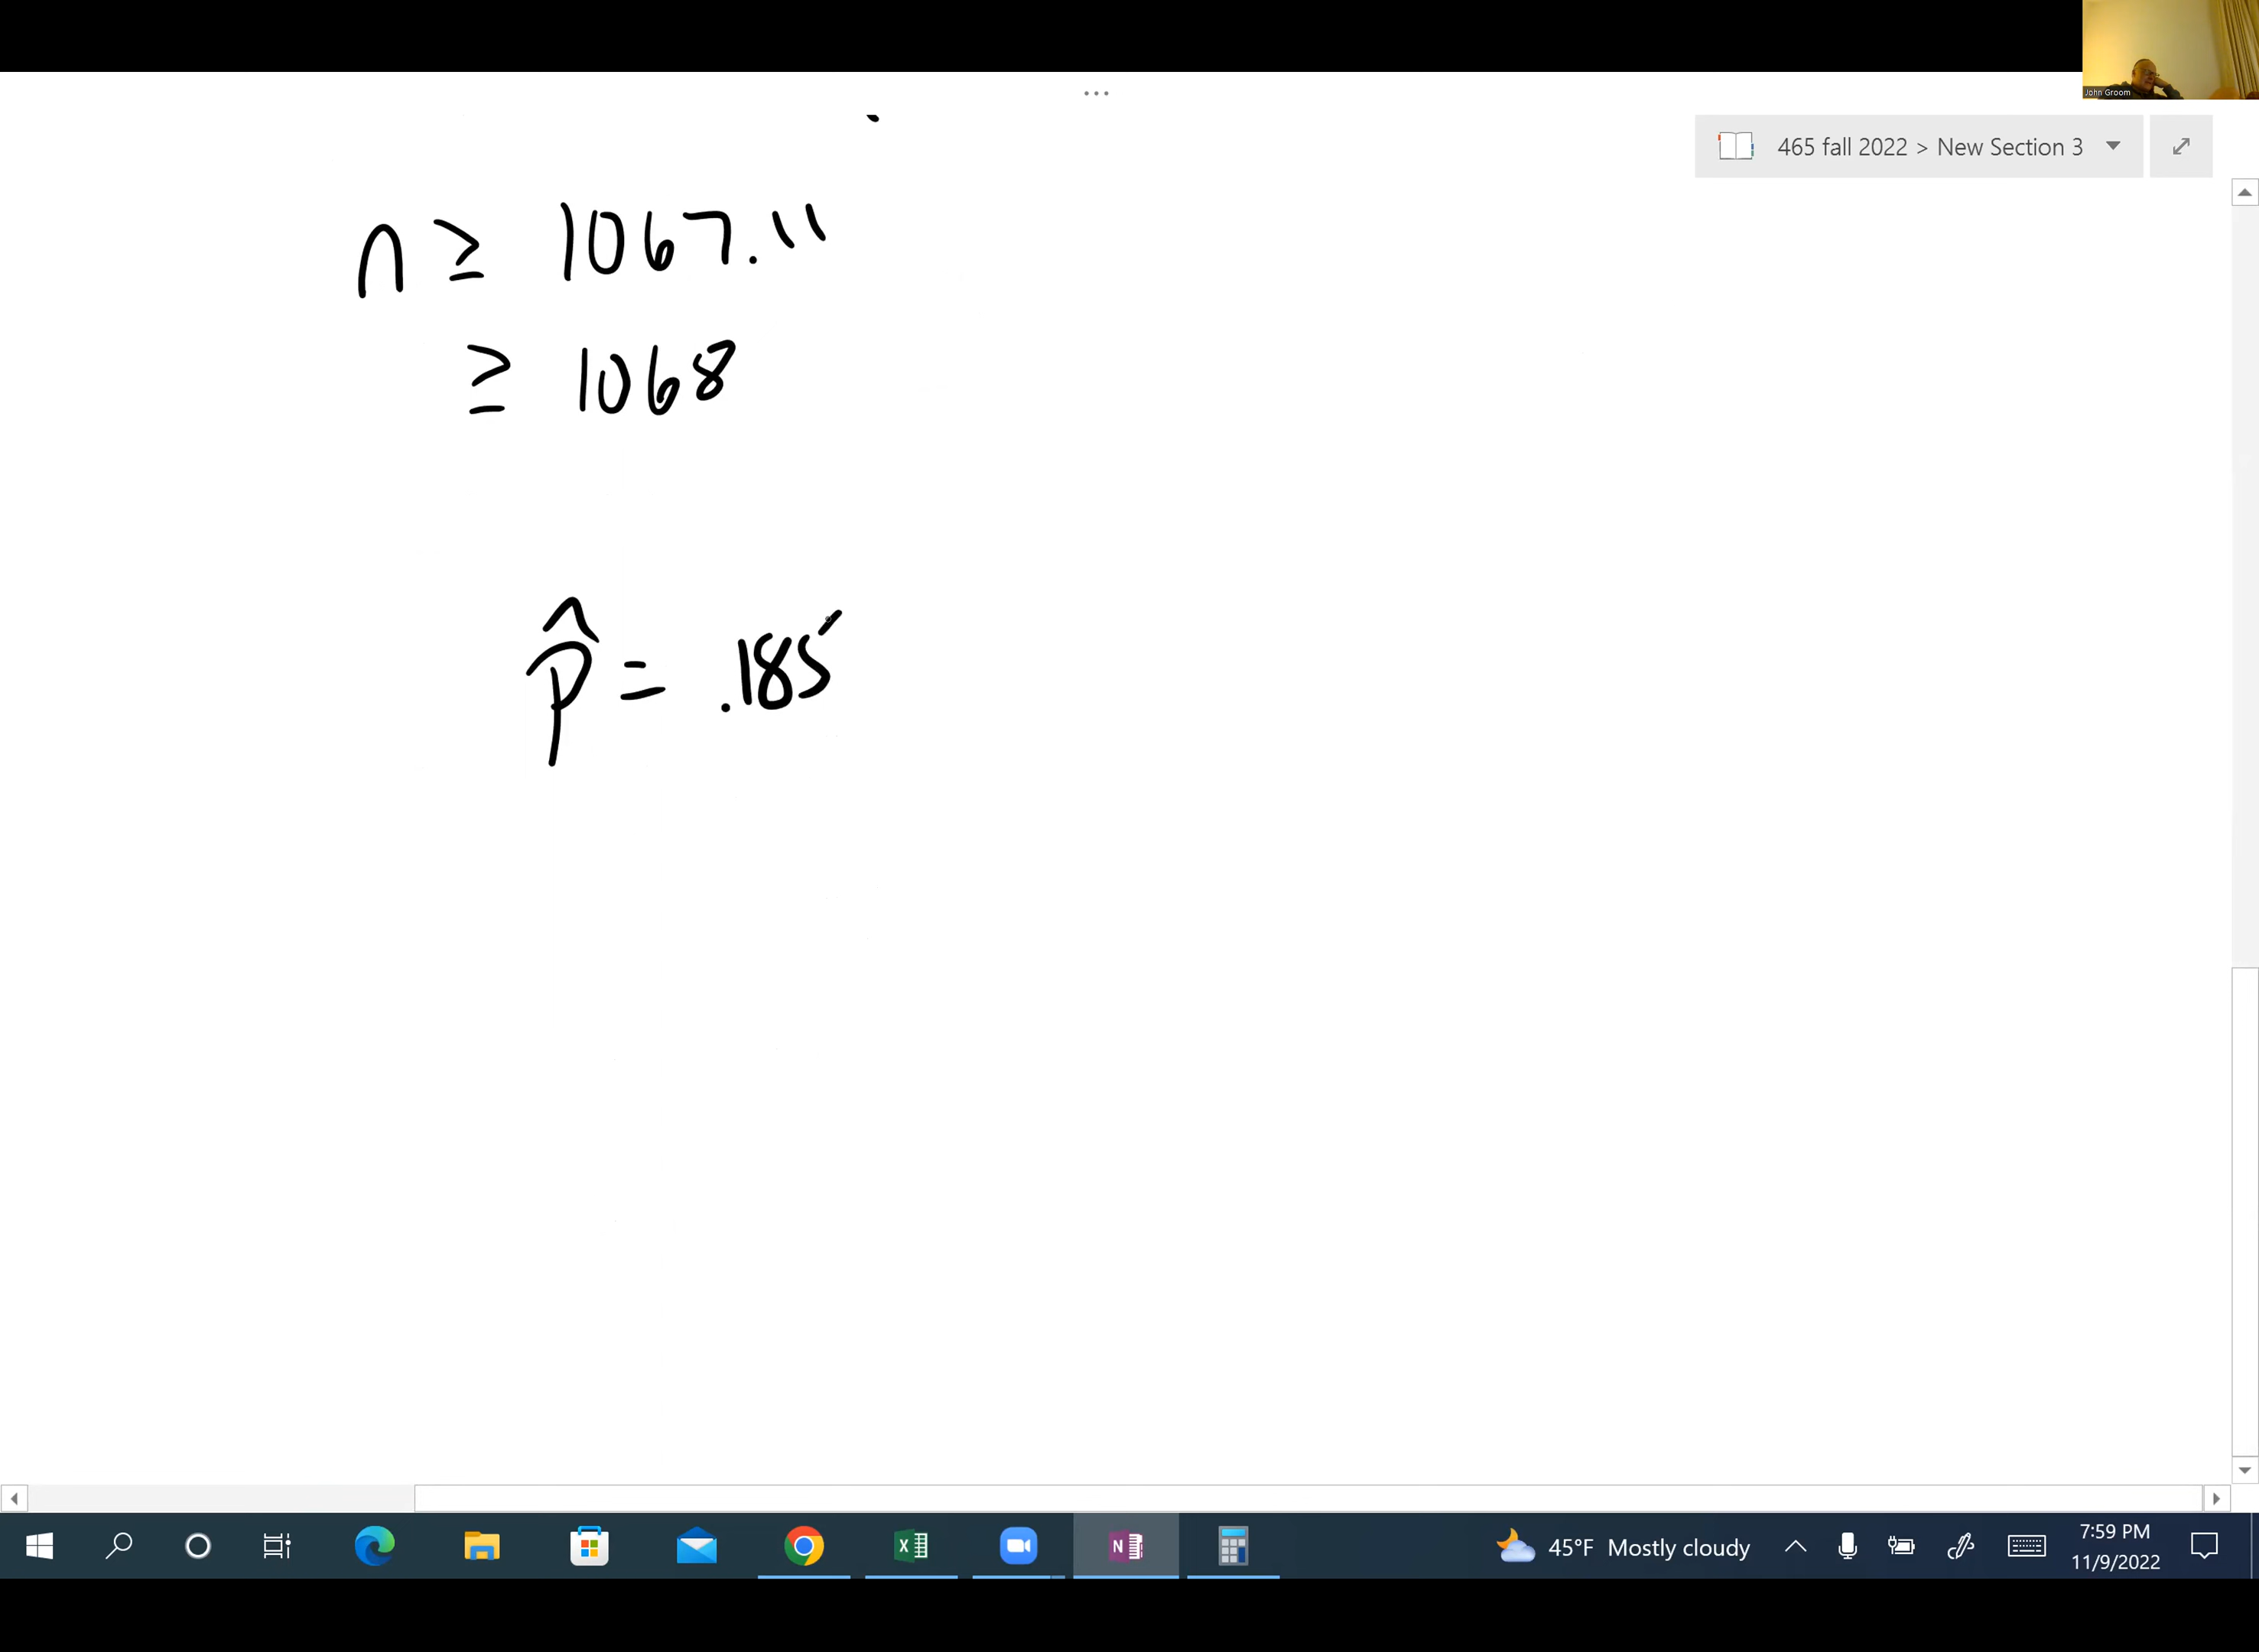 John Groom
465 fall 2022 > New Section 3
n ≥ 1067.11
≥ 1068
p̂ = .185
45°F Mostly cloudy
7:59 PM
11/9/2022